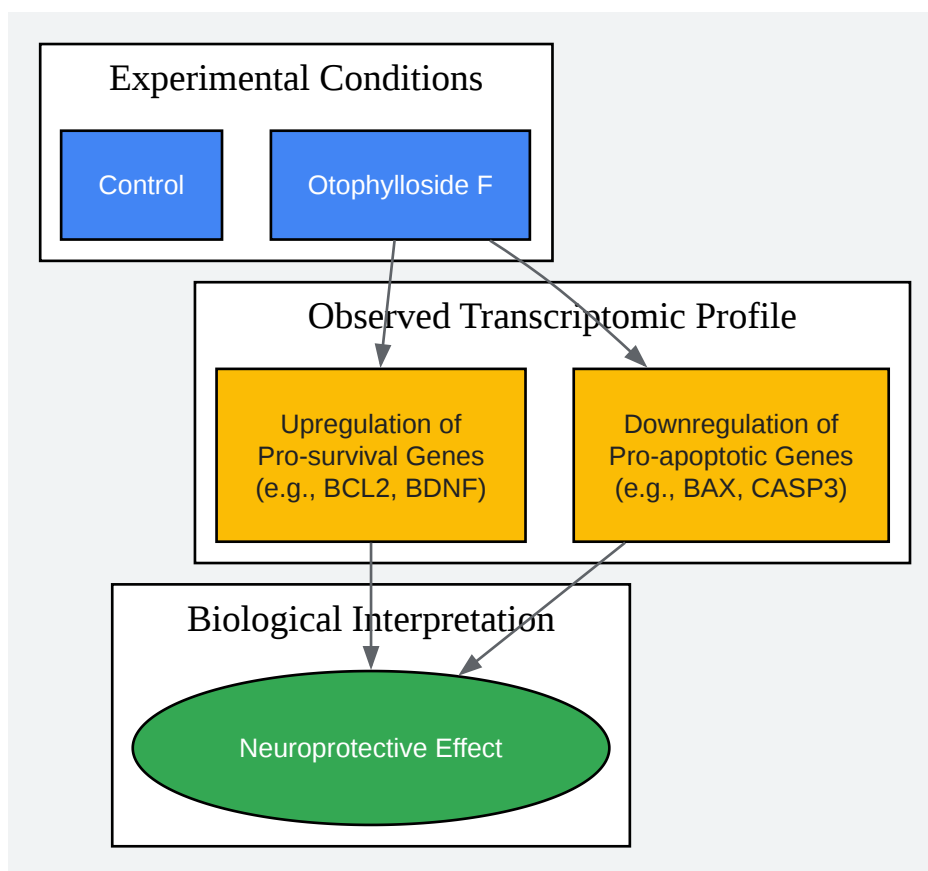 Experimental Conditions
Control
Otophylloside F
Observed Transcriptomic Profile
Upregulation of
Pro-survival Genes
(e.g., BCL2, BDNF)
Downregulation of
Pro-apoptotic Genes
(e.g., BAX, CASP3)
Biological Interpretation
Neuroprotective Effect